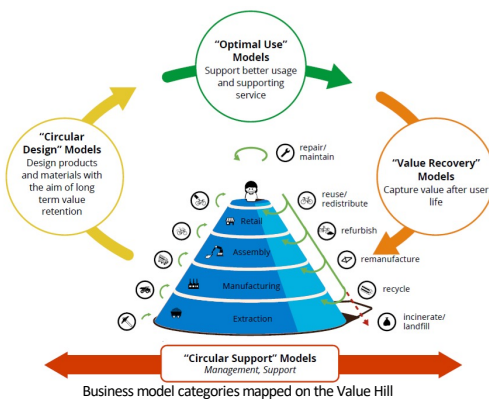 “Optimal Use”
Models
Support better usage
and supporting
service
“Circular
Design” Models
Design products
and materials with
the aim of long
term value
retention
“Value Recovery”
Models
Capture value after user
life
repair/
maintain
reuse/
redistribute
Retail
refurbish
Assembly
remanufacture
Manufacturing
recycle
Extraction
incinerate/
landfill
“Circular Support” Models
Management, Support
Business model categories mapped on the Value Hill